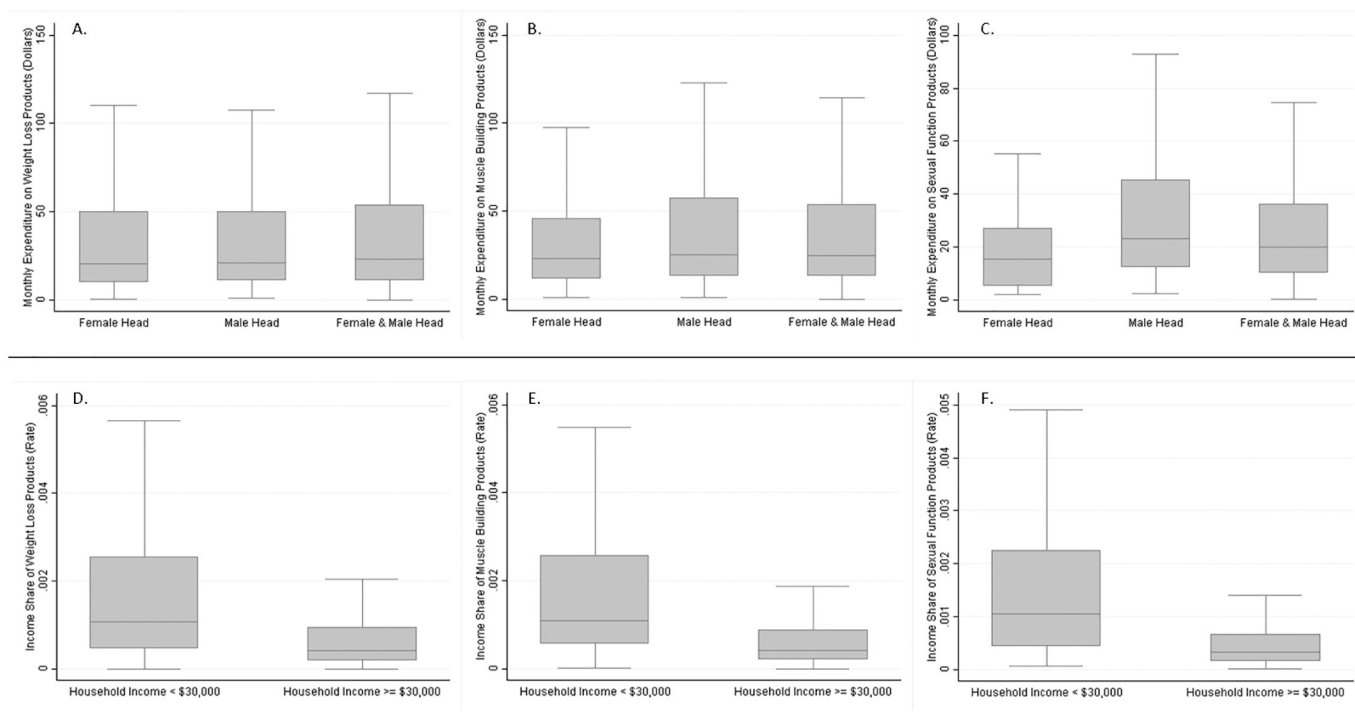 A.
Monthly Expenditure on Weight Loss Products (Dollars)
150
100
50
0
Female Head
Male Head
Female & Male Head
B.
Monthly Expenditure on Muscle Building Products (Dollars)
150
100
50
0
Female Head
Male Head
Female & Male Head
C.
Monthly Expenditure on Sexual Function Products (Dollars)
100
80
60
40
20
0
Female Head
Male Head
Female & Male Head
D.
Income Share of Weight Loss Products (Rate)
.006
.004
.002
0
Household Income < $30,000
Household Income >= $30,000
E.
Income Share of Muscle Building Products (Rate)
.006
.004
.002
0
Household Income < $30,000
Household Income >= $30,000
F.
Income Share of Sexual Function Products (Rate)
.005
.004
.003
.002
.001
0
Household Income < $30,000
Household Income >= $30,000